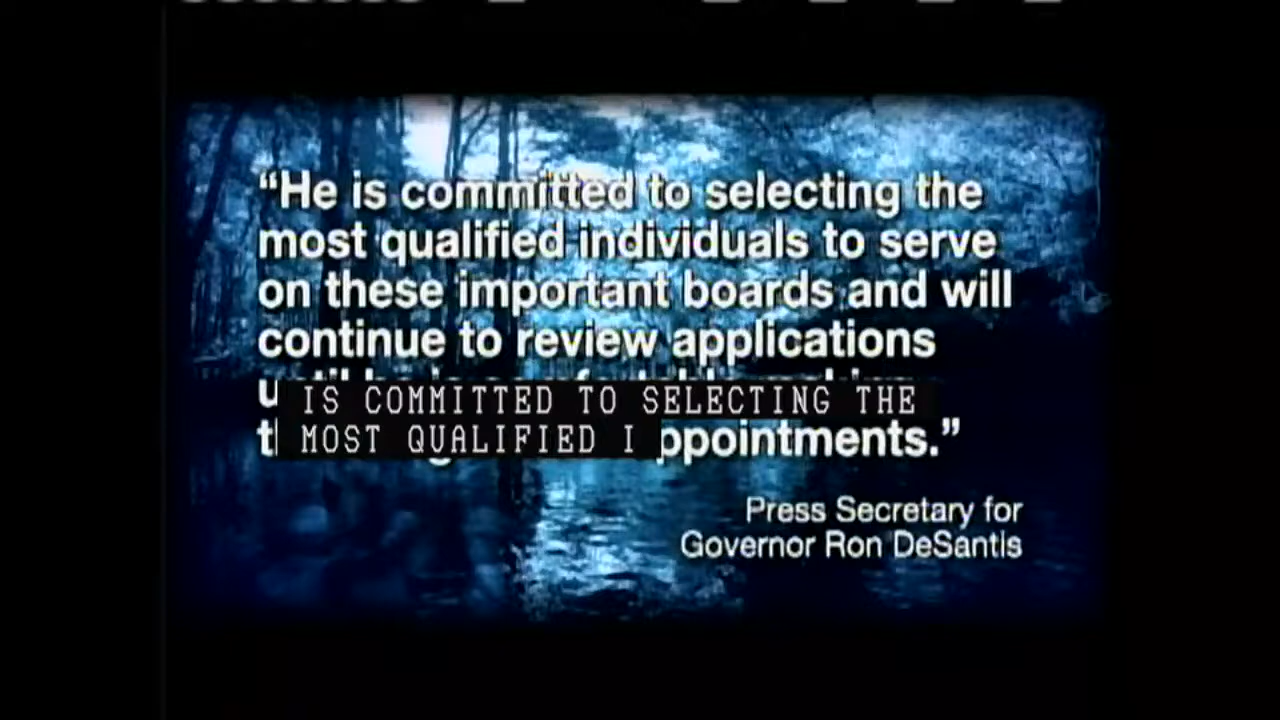 “He is committed to selecting the
most qualified individuals to serve
on these important boards and will
continue to review applications
IS COMMITTED TO SELECTING THE
MOST QUALIFIED I
ppointments.”
Press Secretary for
Governor Ron DeSantis